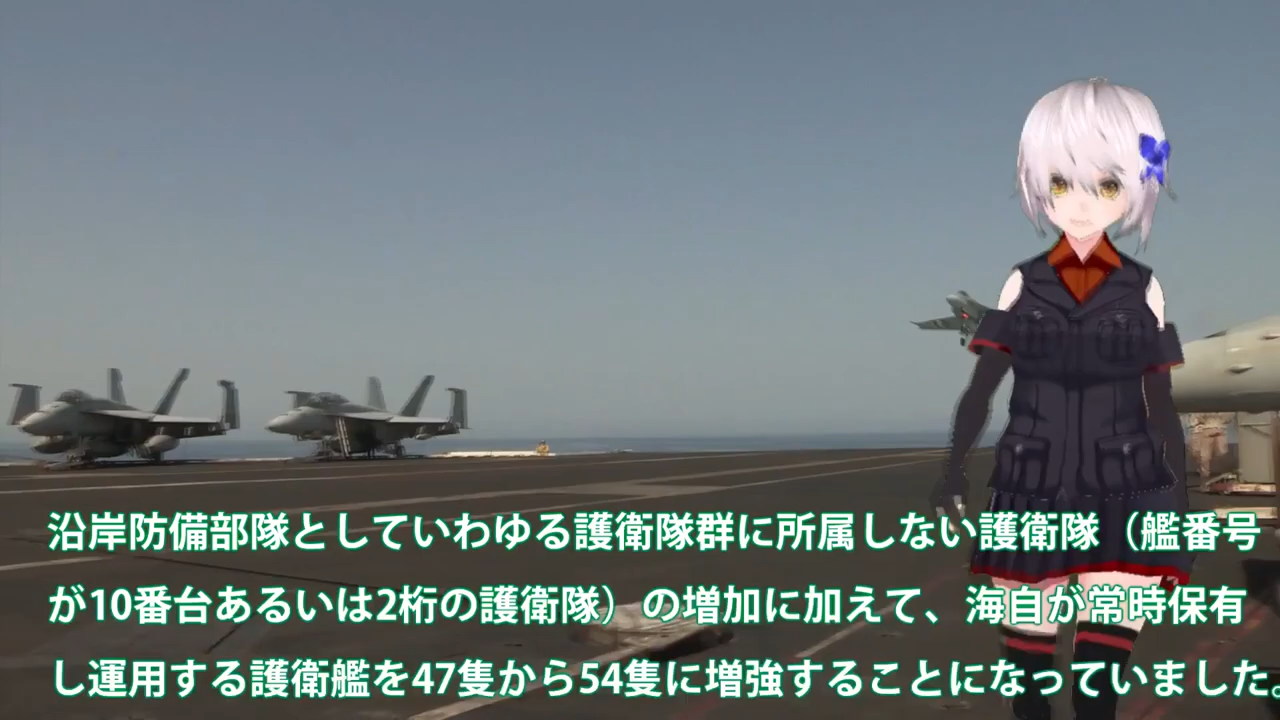 沿岸防備部隊としていわゆる護衛隊群に所属しない護衛隊（艦番号
が10番台あるいは2桁の護衛隊）の増加に加えて、海自が常時保有
し運用する護衛艦を47隻から54隻に増強することになっていました。